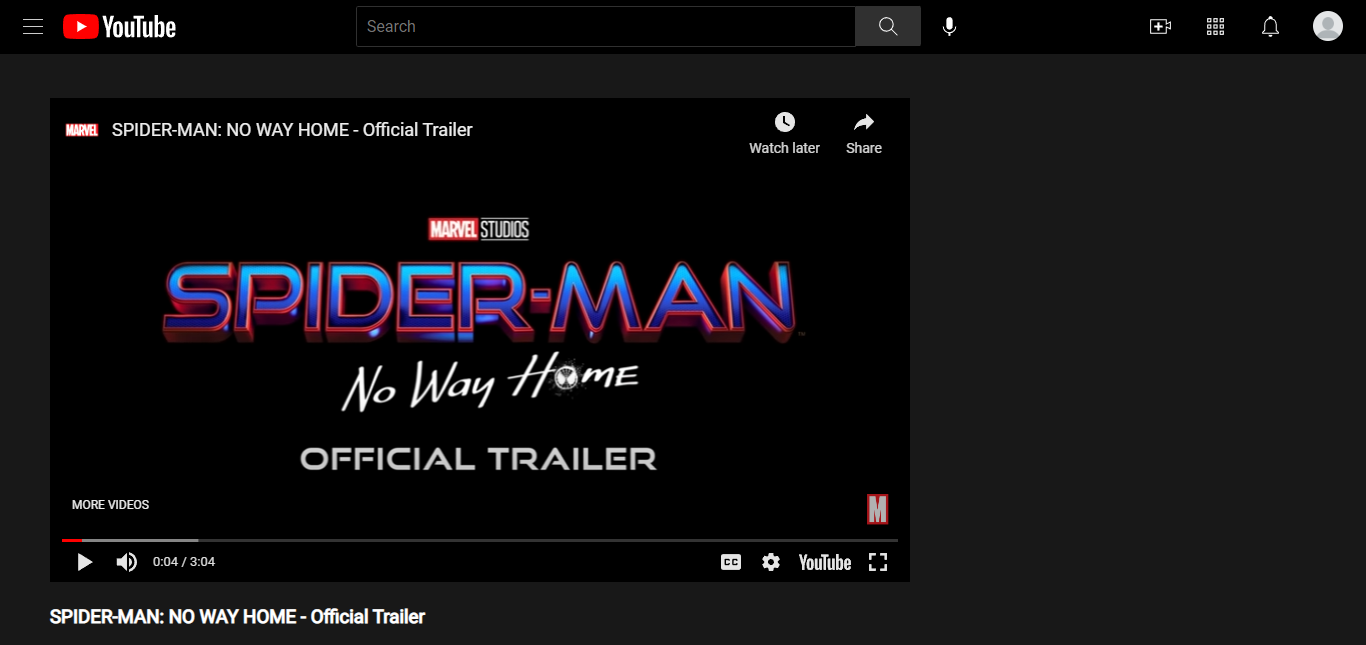 YouTube
Search
MARVEL SPIDER-MAN: NO WAY HOME - Official Trailer
Watch later
Share
MARVEL STUDIOS
SPIDER-MAN
TM
No Way Home
OFFICIAL TRAILER
MORE VIDEOS
M
0:04 / 3:04
CC
YouTube
SPIDER-MAN: NO WAY HOME - Official Trailer